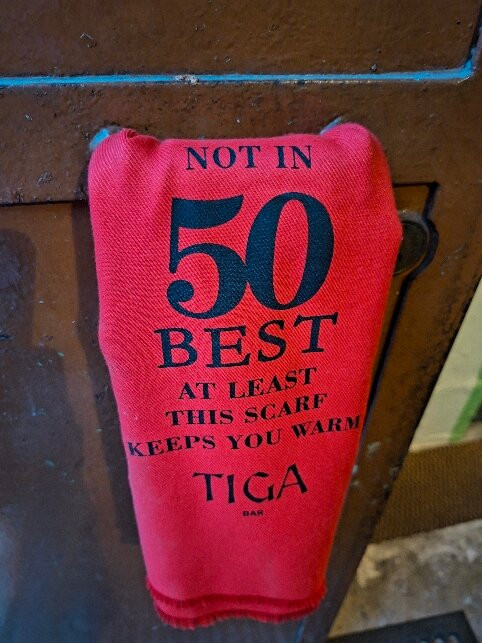 NOT IN
50
BEST
AT LEAST
THIS SCARF
KEEPS YOU WARM
TIGA
BAR